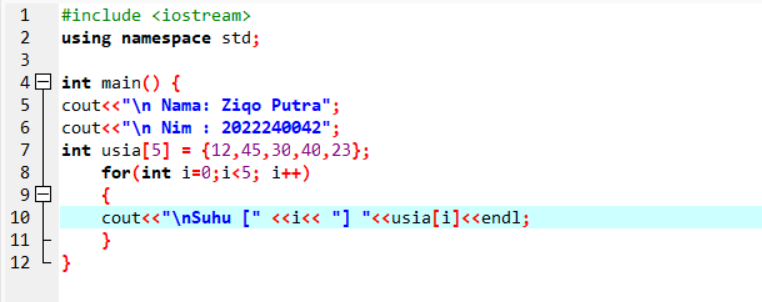 1 #include <iostream>
2 using namespace std;
3
4 int main() {
5 cout<<"\n Nama: Ziqo Putra";
6 cout<<"\n Nim : 2022240042";
7 int usia[5] = {12,45,30,40,23};
8 for(int i=0;i<5; i++)
9 {
10 cout<<"\nSuhu [" <<i<< "] "<<usia[i]<<endl;
11 }
12 }